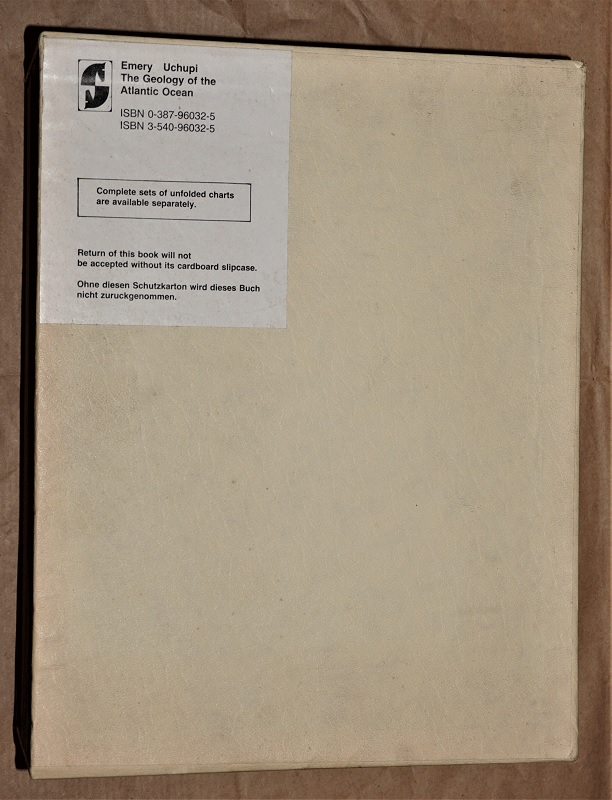 Emery Uchupi
The Geology of the
Atlantic Ocean
ISBN 0-387-96032-5
ISBN 3-540-96032-5
Complete sets of unfolded charts
are available separately.
Return of this book will not
be accepted without its cardboard slipcase.
Ohne diesen Schutzkarton wird dieses Buch
nicht zuruckgenommen.